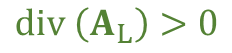 div (𝐀_L) > 0